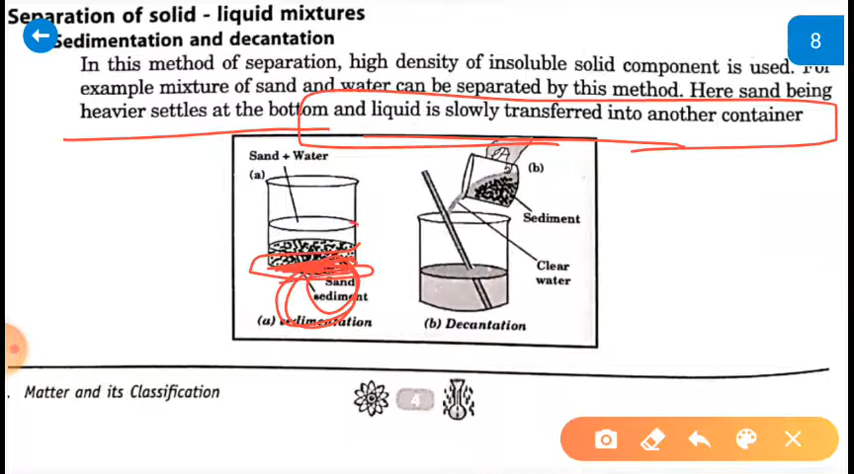 Separation of solid - liquid mixtures
8
Sedimentation and decantation
In this method of separation, high density of insoluble solid component is used. For
example mixture of sand and water can be separated by this method. Here sand being
heavier settles at the bottom and liquid is slowly transferred into another container
Sand + Water
(a)
(b)
Sediment
Clear
water
Sand
sediment
(a) sedimentation
(b) Decantation
. Matter and its Classification
4